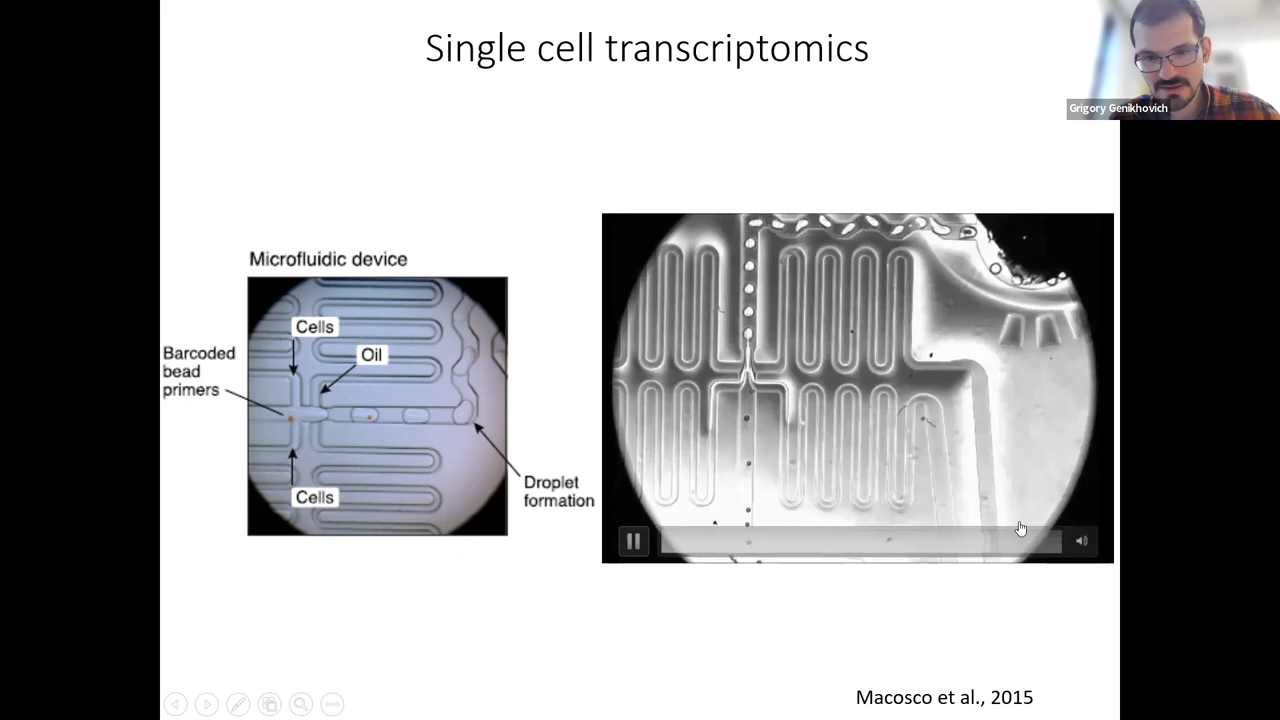 Single cell transcriptomics
Grigory Genikhovich
Microfluidic device
Cells
Barcoded
bead
primers
Oil
Cells
Droplet
formation
Macosco et al., 2015